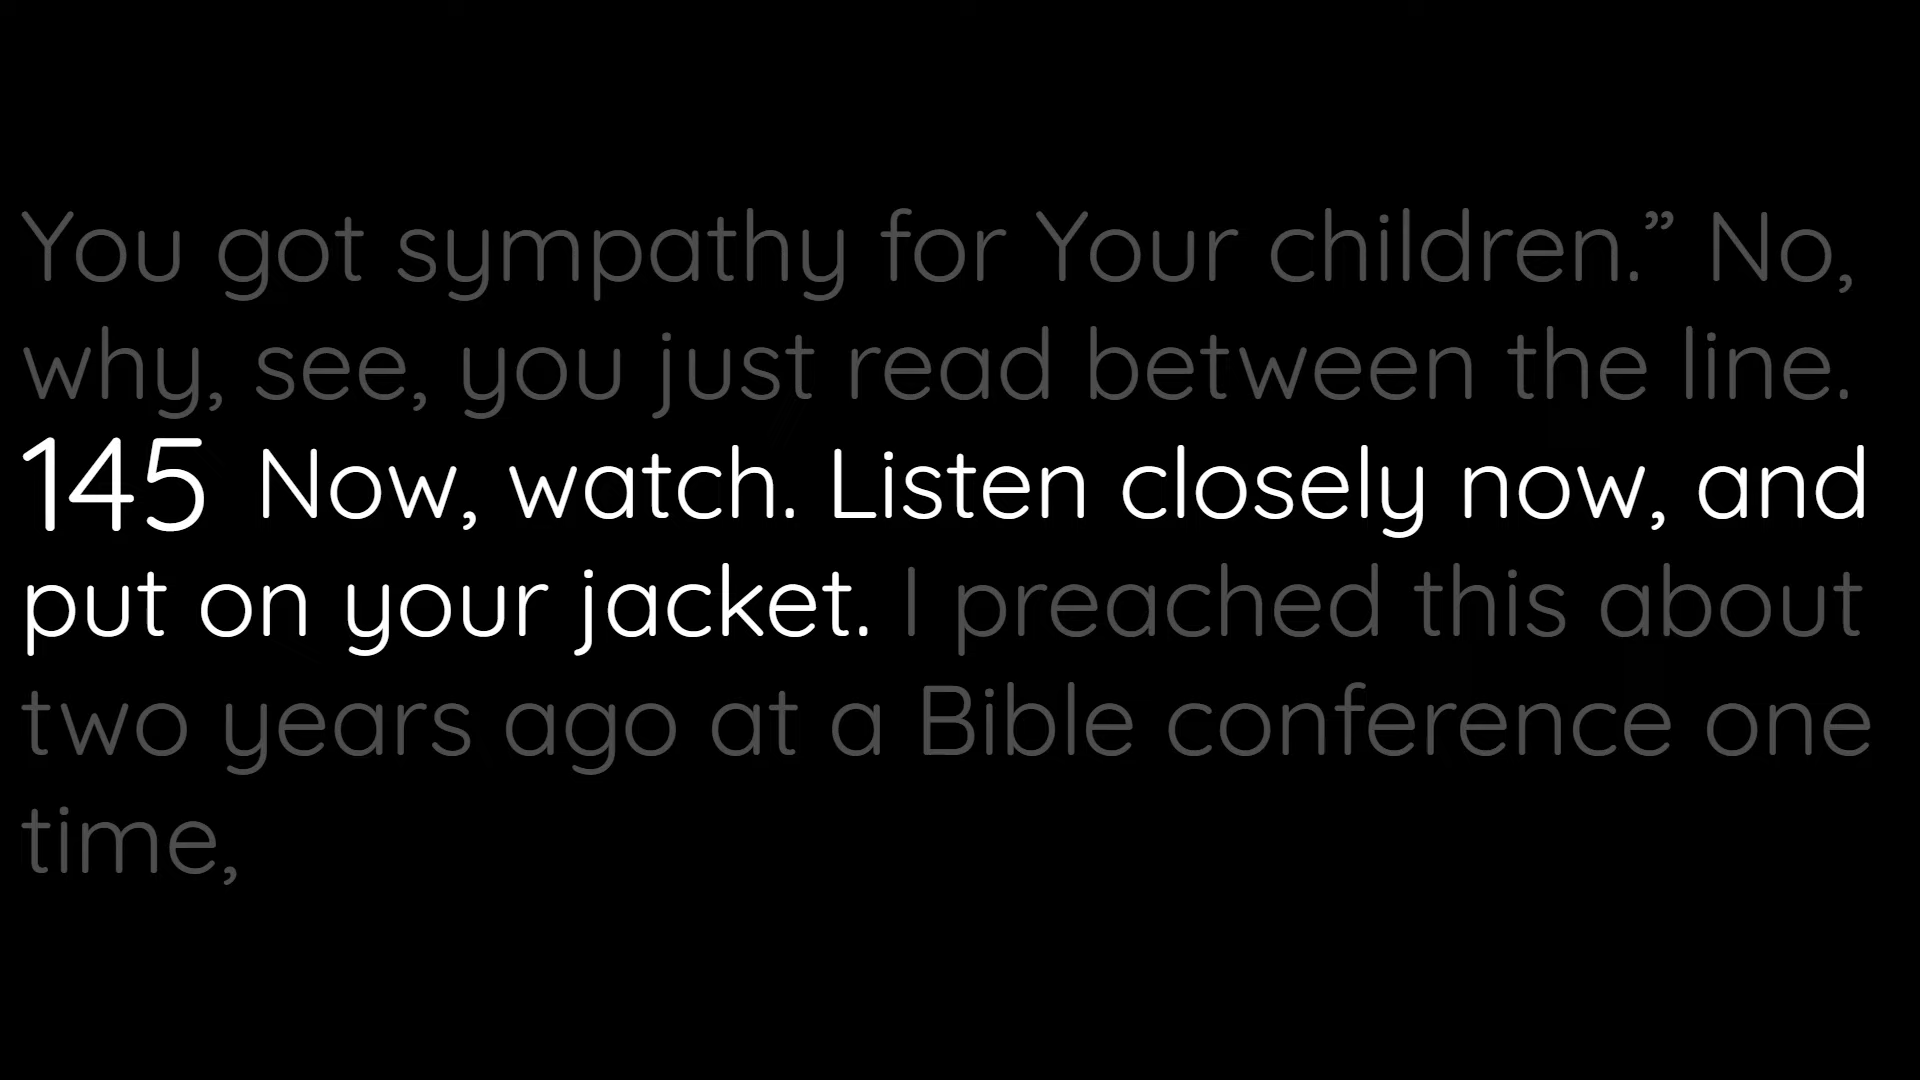 You got sympathy for Your children.” No,
why, see, you just read between the line.
145 Now, watch. Listen closely now, and
put on your jacket. I preached this about
two years ago at a Bible conference one
time,